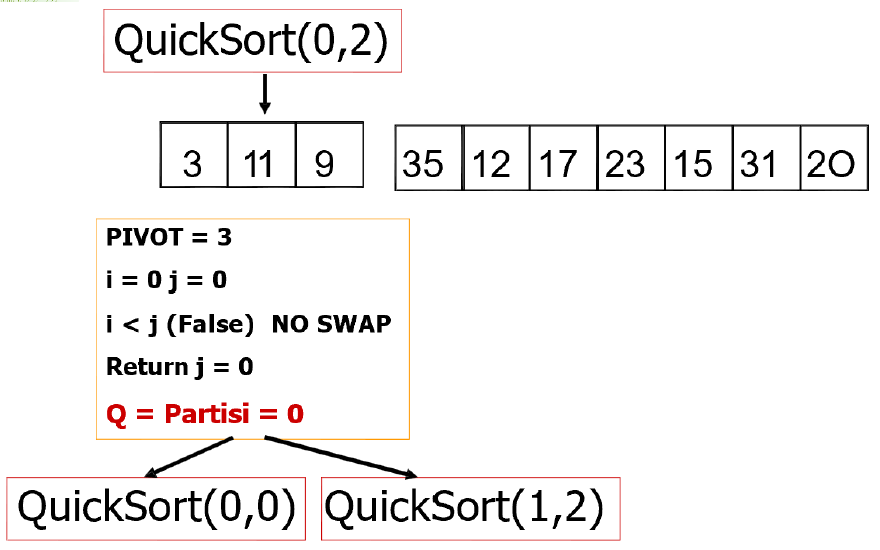 QuickSort(0,2)
3 11 9 35 12 17 23 15 31 2O
PIVOT = 3
i = 0 j = 0
i < j (False) NO SWAP
Return j = 0
Q = Partisi = 0
QuickSort(0,0) QuickSort(1,2)